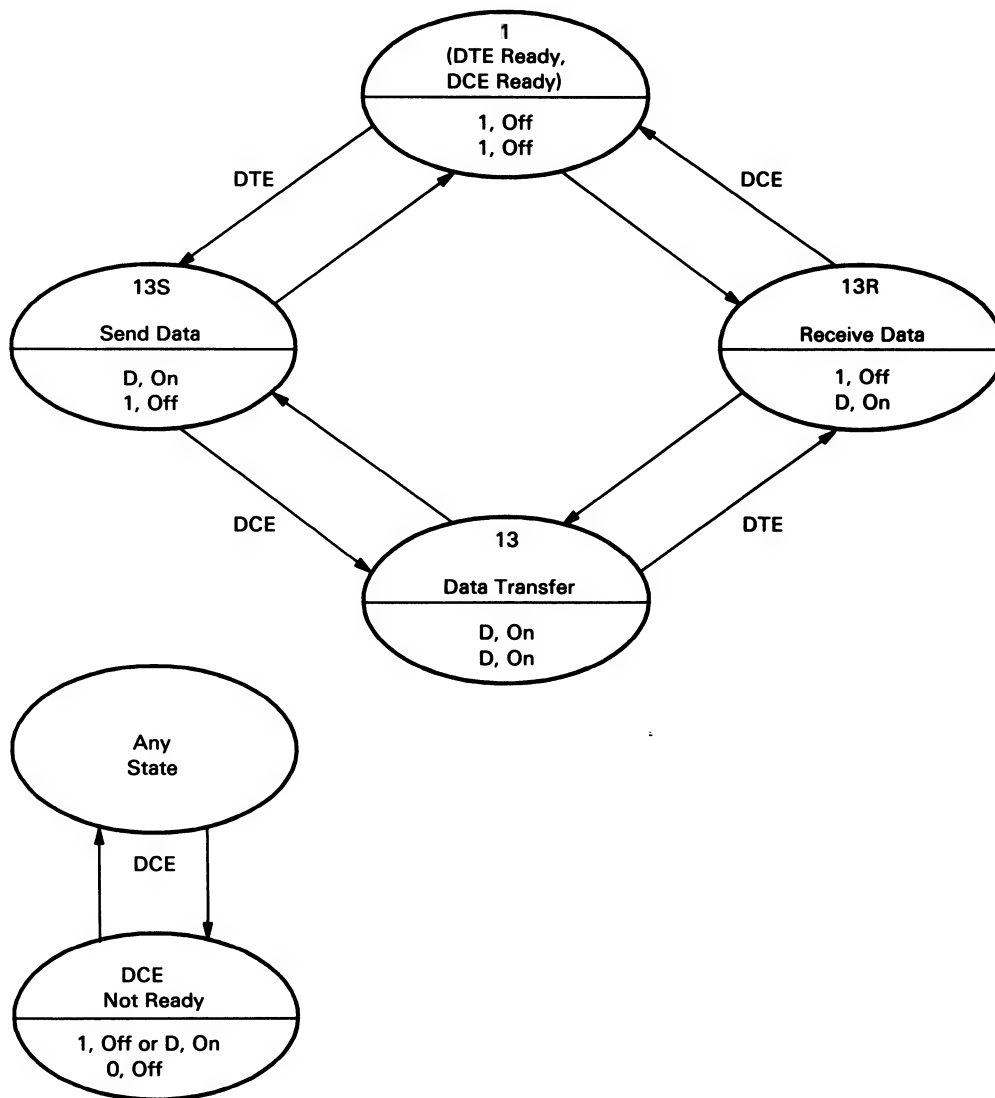 1
(DTE Ready,
DCE Ready)
1, Off
1, Off
DTE
DCE
13S
Send Data
D, On
1, Off
13R
Receive Data
1, Off
D, On
DCE
DTE
13
Data Transfer
D, On
D, On
Any
State
DCE
DCE
Not Ready
1, Off or D, On
0, Off